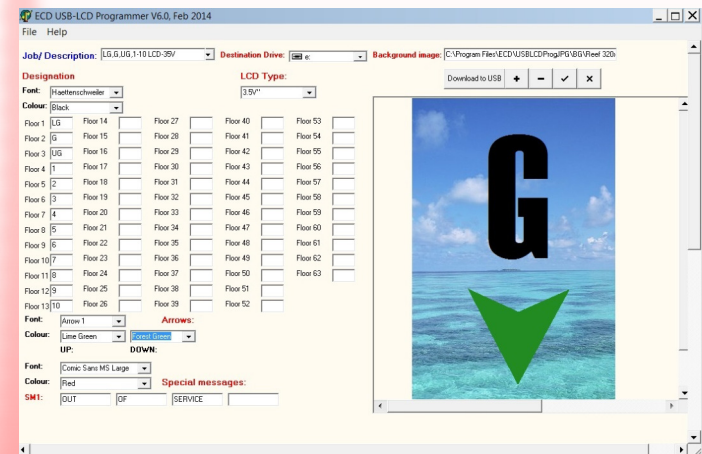 ECD USB-LCD Programmer V6.0, Feb 2014
File Help
Job/ Description: LG,G,UG,1-10 LCD-35V Destination Drive: e: Background image: C:\Program Files\ECD\USBLCDProg\JPG\BG\Reef 320
Designation LCD Type: Download to USB + − ✓ ×
Font: Haettenschweiler 3.5V''
Colour: Black
Floor 1 LG Floor 14 Floor 27 Floor 40 Floor 53
Floor 2 G Floor 15 Floor 28 Floor 41 Floor 54
Floor 3 UG Floor 16 Floor 29 Floor 42 Floor 55
Floor 4 1 Floor 17 Floor 30 Floor 43 Floor 56
Floor 5 2 Floor 18 Floor 31 Floor 44 Floor 57
Floor 6 3 Floor 19 Floor 32 Floor 45 Floor 58
Floor 7 4 Floor 20 Floor 33 Floor 46 Floor 59
Floor 8 5 Floor 21 Floor 34 Floor 47 Floor 60
Floor 9 6 Floor 22 Floor 35 Floor 48 Floor 61
Floor 10 7 Floor 23 Floor 36 Floor 49 Floor 62
Floor 11 8 Floor 24 Floor 37 Floor 50 Floor 63
Floor 12 9 Floor 25 Floor 38 Floor 51
Floor 13 10 Floor 26 Floor 39 Floor 52
Font: Arrow 1 Arrows:
Colour: Lime Green Forest Green
UP: DOWN:
Font: Comic Sans MS Large
Colour: Red Special messages:
SM1: OUT OF SERVICE
G